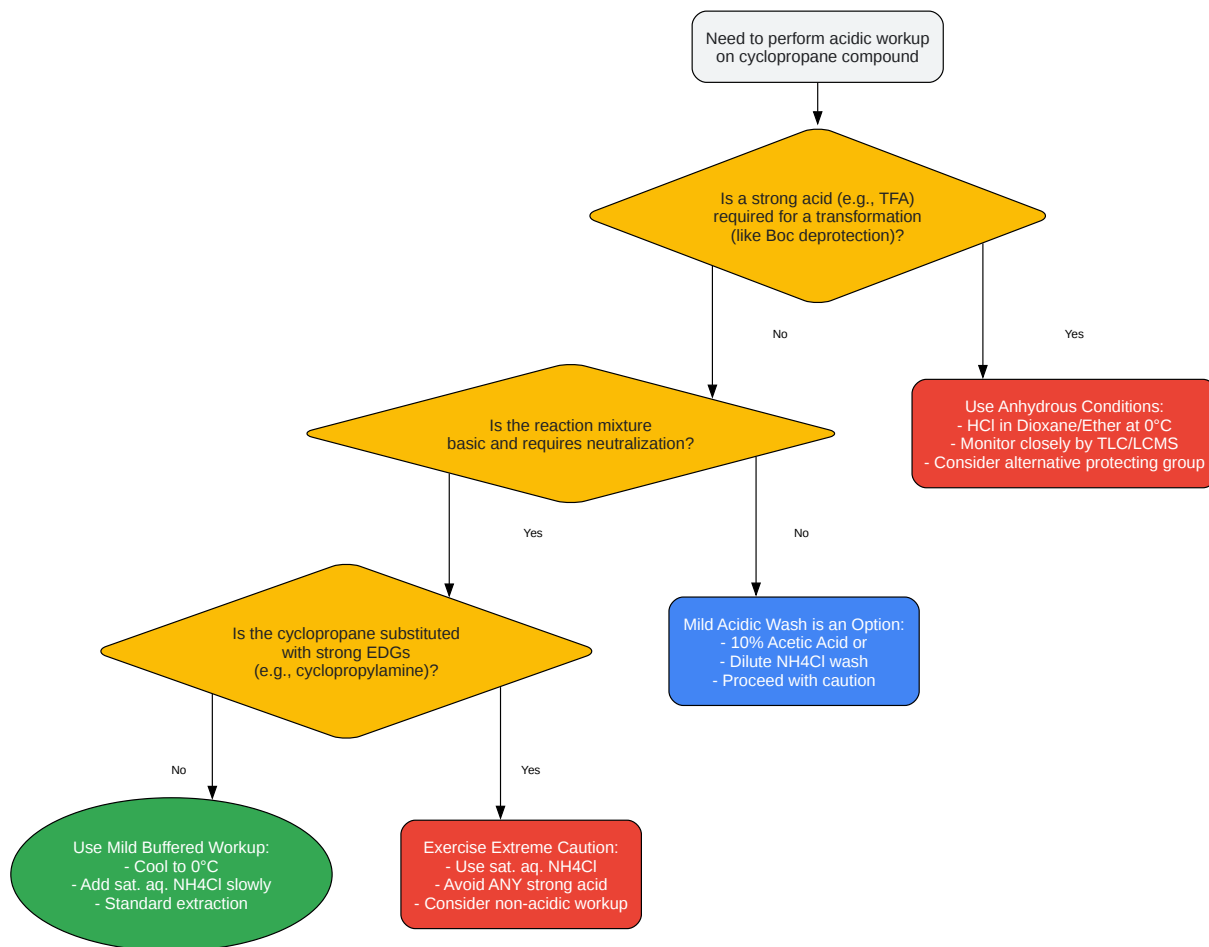 Need to perform acidic workup
on cyclopropane compound
Is a strong acid (e.g., TFA)
required for a transformation
(like Boc deprotection)?
No
Yes
Is the reaction mixture
basic and requires neutralization?
Use Anhydrous Conditions:
- HCl in Dioxane/Ether at 0°C
- Monitor closely by TLC/LCMS
- Consider alternative protecting group
Yes
No
Is the cyclopropane substituted
with strong EDGs
(e.g., cyclopropylamine)?
Mild Acidic Wash is an Option:
- 10% Acetic Acid or
- Dilute NH4Cl wash
- Proceed with caution
No
Yes
Use Mild Buffered Workup:
- Cool to 0°C
- Add sat. aq. NH4Cl slowly
- Standard extraction
Exercise Extreme Caution:
- Use sat. aq. NH4Cl
- Avoid ANY strong acid
- Consider non-acidic workup